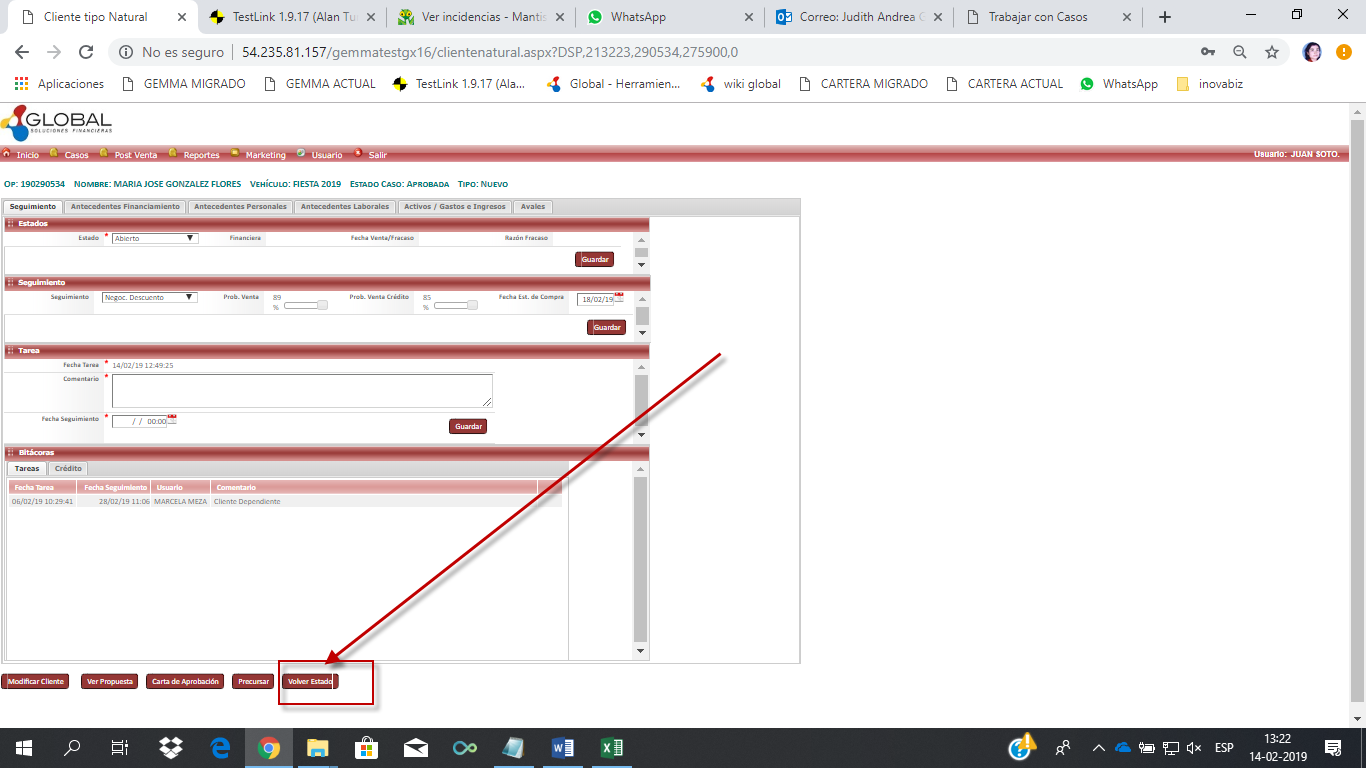 Cliente tipo Natural
TestLink 1.9.17 (Alan Tu
Ver incidencias - Mantis
WhatsApp
Correo: Judith Andrea G
Trabajar con Casos
No es seguro | 54.235.81.157/gemmatestgx16/clientenatural.aspx?DSP,213223,290534,275900,0
Aplicaciones GEMMA MIGRADO GEMMA ACTUAL TestLink 1.9.17 (Ala... Global - Herramien... wiki global CARTERA MIGRADO CARTERA ACTUAL WhatsApp inovabiz
GLOBAL
SOLUCIONES FINANCIERAS
Inicio Casos Post Venta Reportes Marketing Usuario Salir Usuario: JUAN SOTO.
Op: 190290534 Nombre: MARIA JOSE GONZALEZ FLORES Vehículo: FIESTA 2019 Estado Caso: Aprobada Tipo: Nuevo
Seguimiento Antecedentes Financiamiento Antecedentes Personales Antecedentes Laborales Activos / Gastos e Ingresos Avales
Estados
Estado * Abierto Financiera Fecha Venta/Fracaso Razón Fracaso
Guardar
Seguimiento
Seguimiento Negoc. Descuento Prob. Venta 89 % Prob. Venta Crédito 85 % Fecha Est. de Compra 18/02/19
Guardar
Tarea
Fecha Tarea * 14/02/19 12:49:25
Comentario *
Fecha Seguimiento * / / 00:00 Guardar
Bitácoras
Tareas Crédito
Fecha Tarea Fecha Seguimiento Usuario Comentario
06/02/19 10:29:41 28/02/19 11:06 MARCELA MEZA Cliente Dependiente
Modificar Cliente Ver Propuesta Carta de Aprobación Precursar Volver Estado
ESP
13:22
14-02-2019